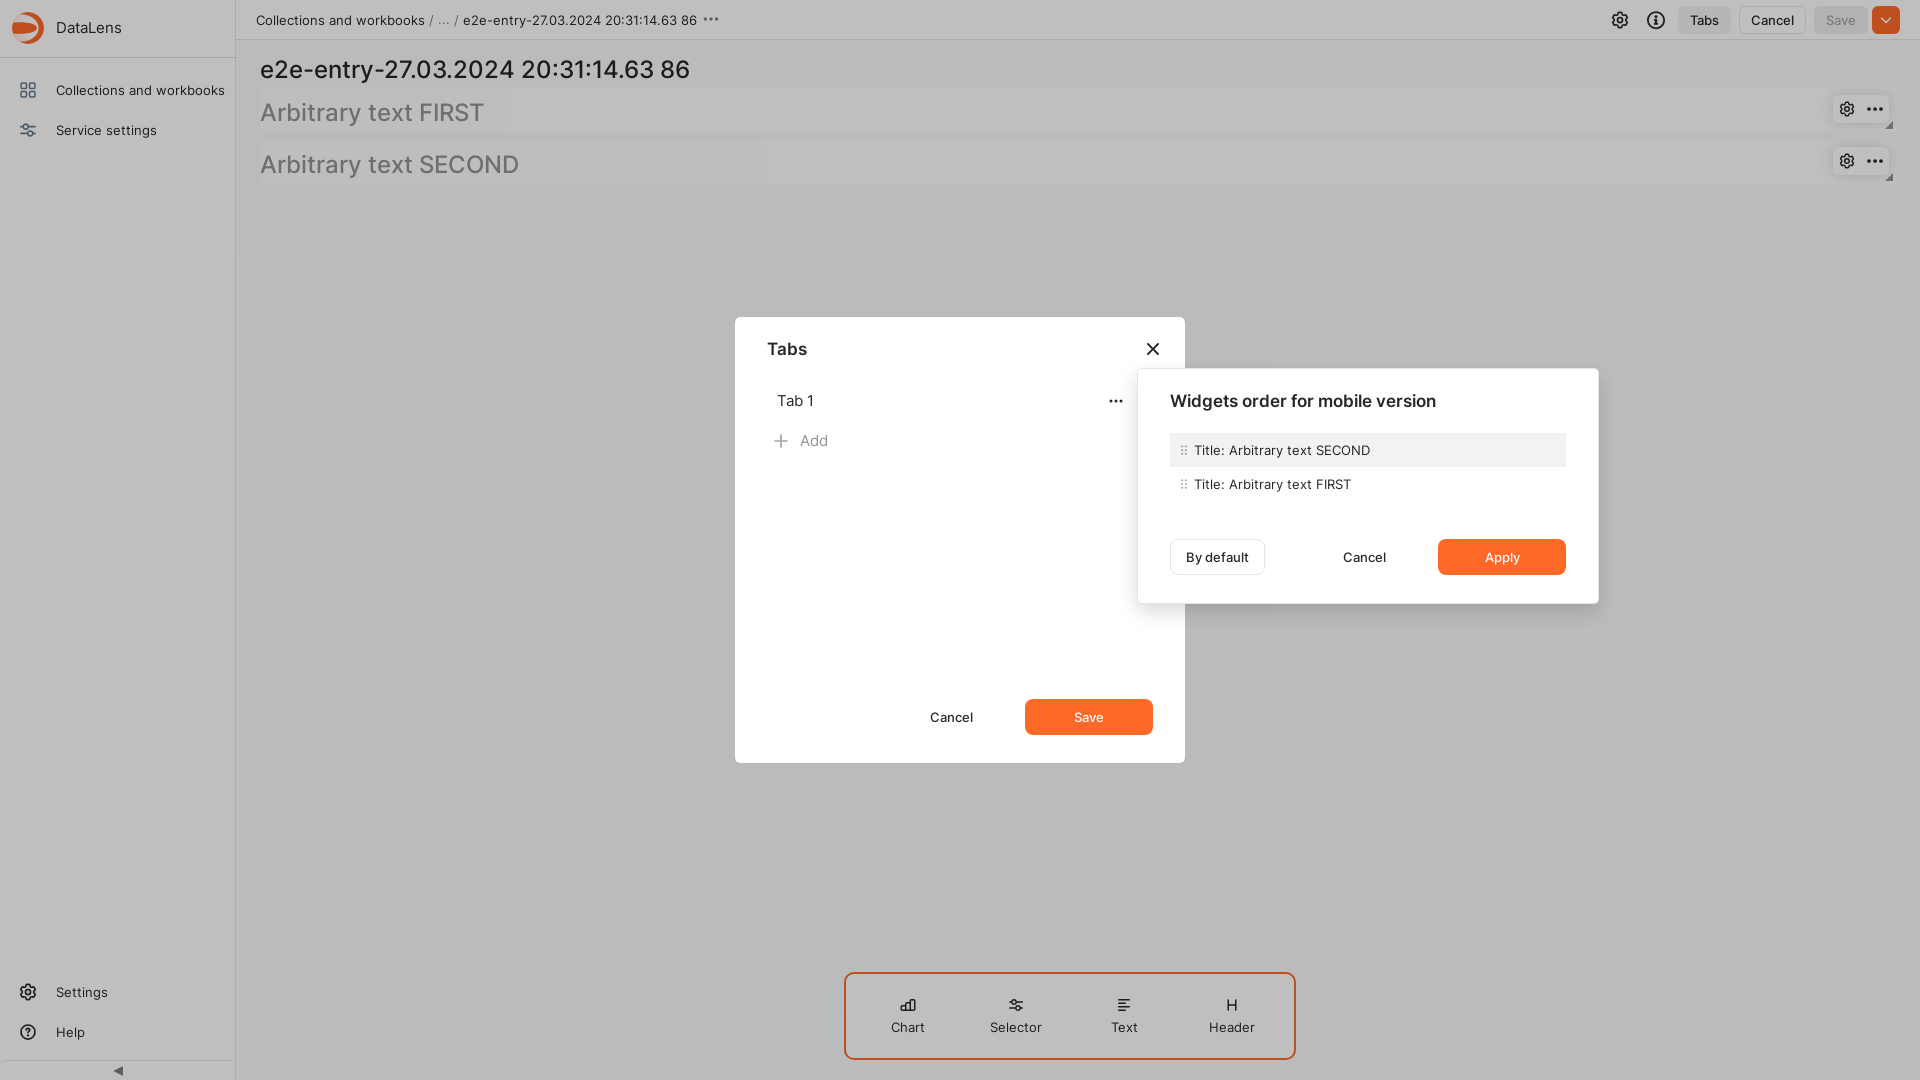 DataLens
Collections and workbooks / ... / e2e-entry-27.03.2024 20:31:14.63 86
Tabs
Cancel
Save
Collections and workbooks
Service settings
e2e-entry-27.03.2024 20:31:14.63 86
Arbitrary text FIRST
Arbitrary text SECOND
Tabs
Tab 1
Add
Cancel
Save
Widgets order for mobile version
Title: Arbitrary text SECOND
Title: Arbitrary text FIRST
By default
Cancel
Apply
Chart
Selector
Text
Header
Settings
Help